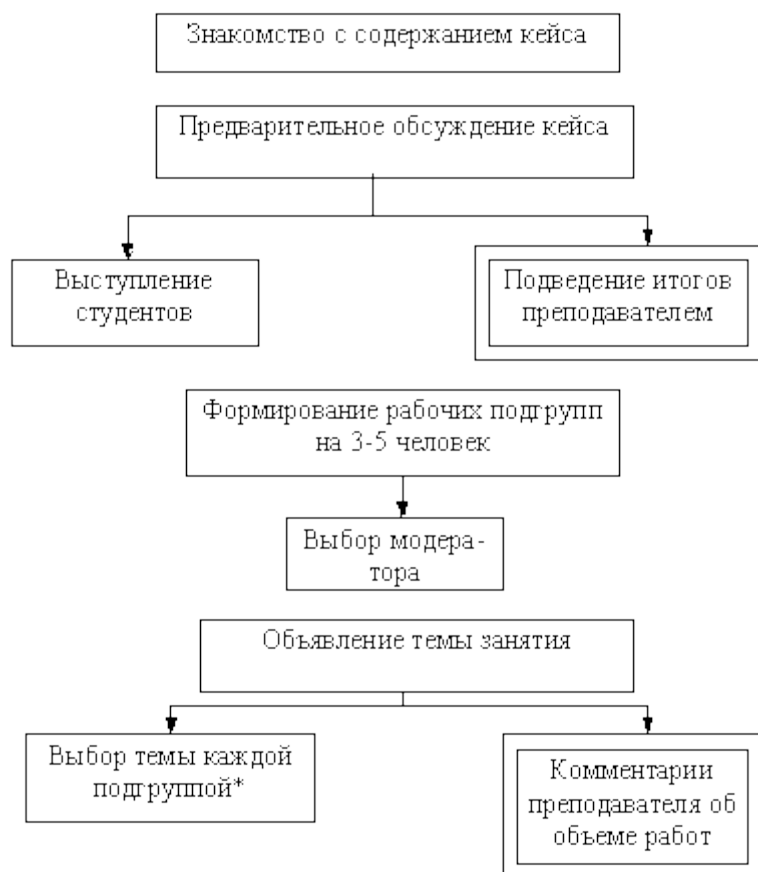 Знакомство с содержанием кейса
Предварительное обсуждение кейса
Выступление
студентов
Подведение итогов
преподавателем
Формирование рабочих подгрупп
на 3-5 человек
Выбор модера-
тора
Объявление темы занятия
Выбор темы каждой
подгруппой*
Комментарии
преподавателя об
объеме работ